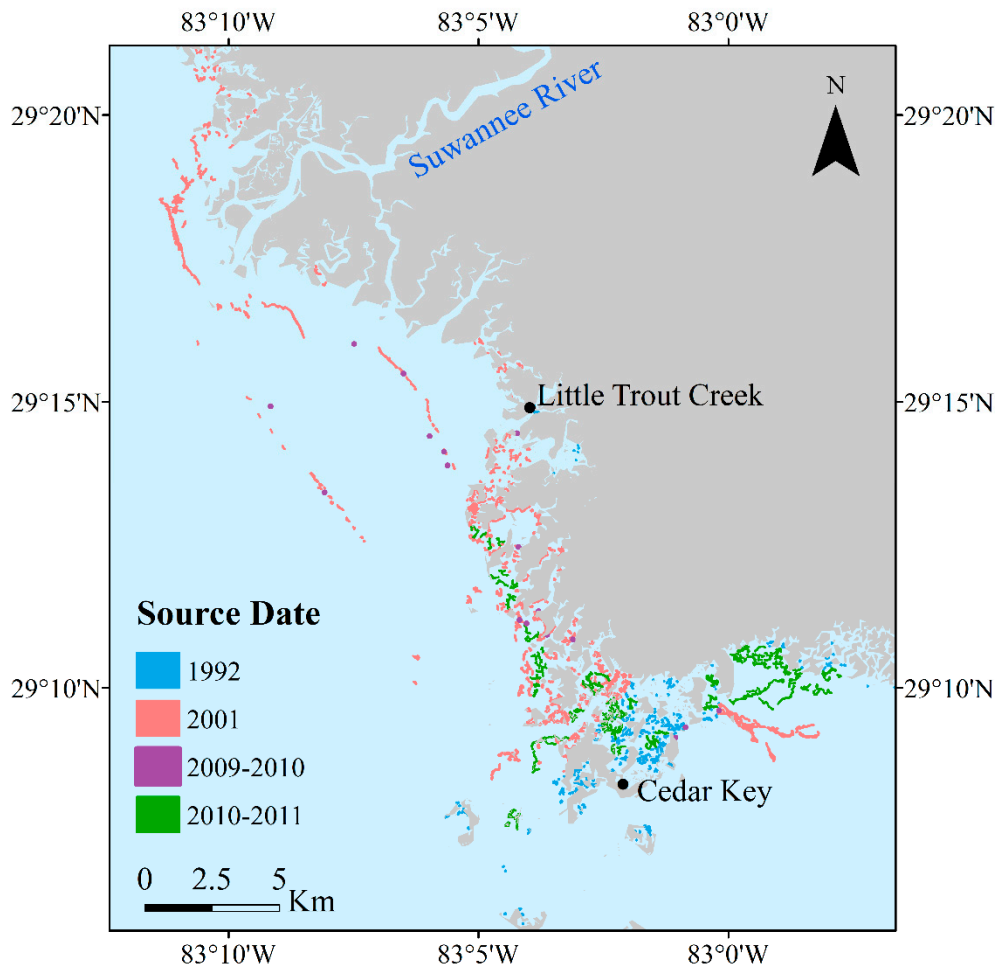 83°10'W 83°5'W 83°0'W
N
Suwannee River
29°20'N 29°20'N
29°15'N 29°15'N
Little Trout Creek
Source Date
1992
2001
2009-2010
2010-2011
29°10'N 29°10'N
Cedar Key
0 2.5 5
Km
83°10'W 83°5'W 83°0'W